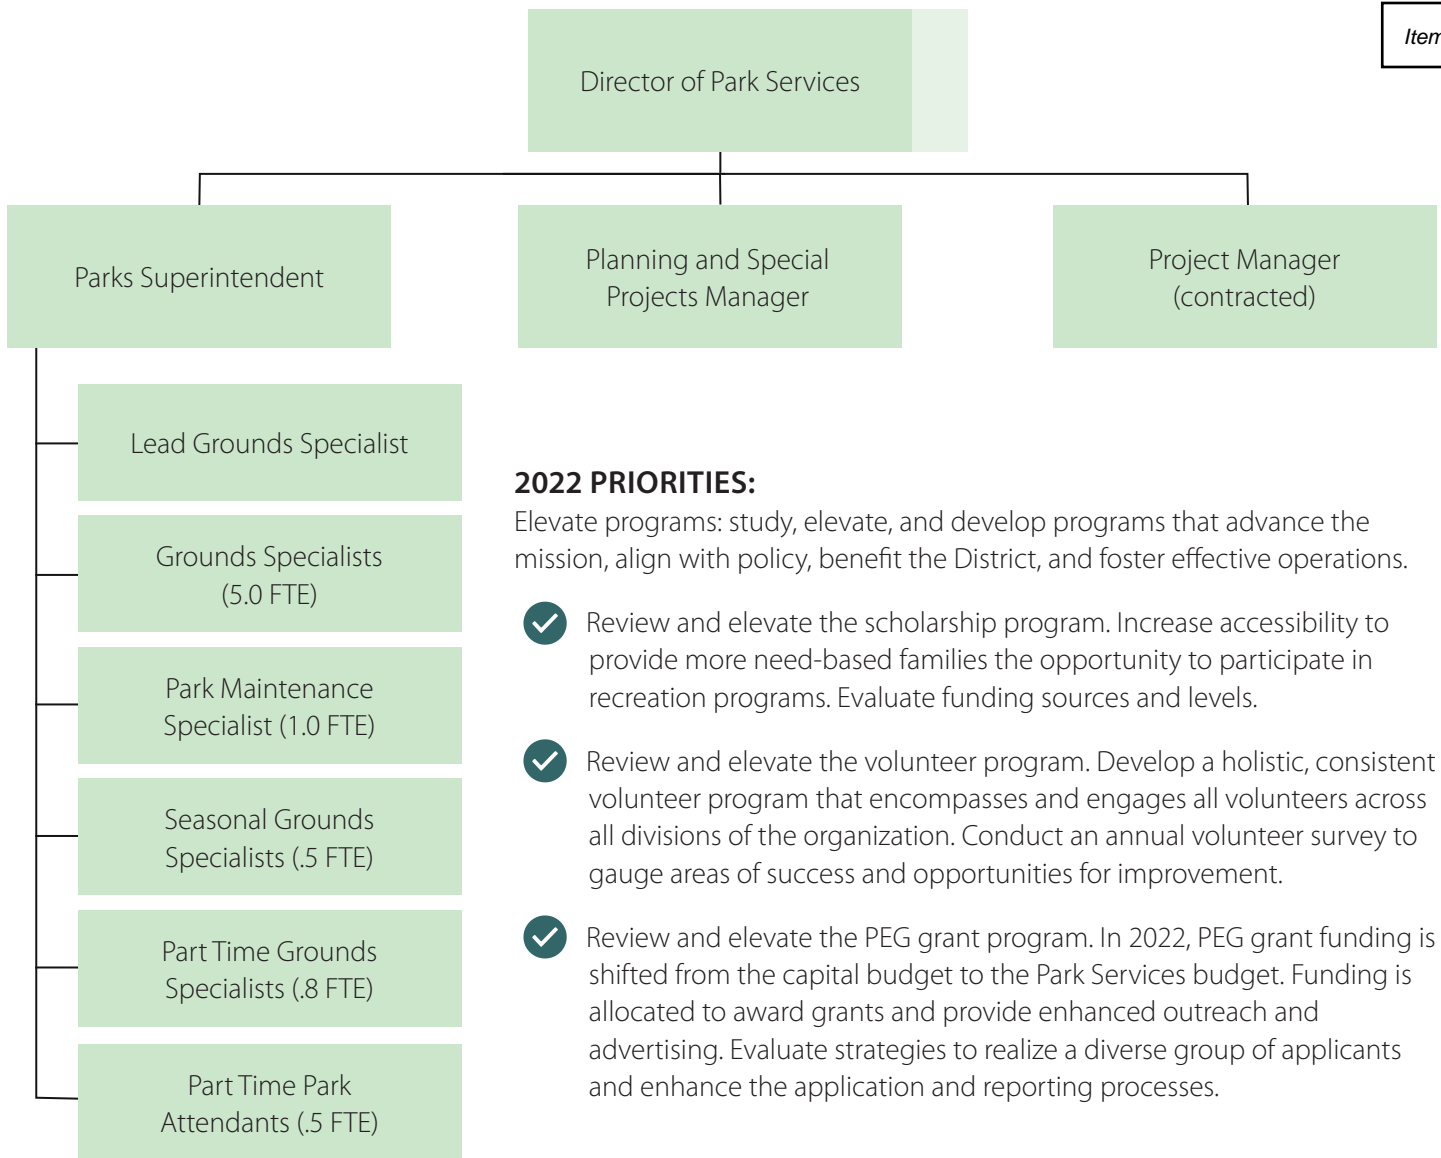 Item
Director of Park Services
Parks Superintendent
Planning and Special
Projects Manager
Project Manager
(contracted)
Lead Grounds Specialist
Grounds Specialists
(5.0 FTE)
Park Maintenance
Specialist (1.0 FTE)
Seasonal Grounds
Specialists (.5 FTE)
Part Time Grounds
Specialists (.8 FTE)
Part Time Park
Attendants (.5 FTE)
2022 PRIORITIES:
Elevate programs: study, elevate, and develop programs that advance the
mission, align with policy, benefit the District, and foster effective operations.
Review and elevate the scholarship program. Increase accessibility to
provide more need-based families the opportunity to participate in
recreation programs. Evaluate funding sources and levels.
Review and elevate the volunteer program. Develop a holistic, consistent
volunteer program that encompasses and engages all volunteers across
all divisions of the organization. Conduct an annual volunteer survey to
gauge areas of success and opportunities for improvement.
Review and elevate the PEG grant program. In 2022, PEG grant funding is
shifted from the capital budget to the Park Services budget. Funding is
allocated to award grants and provide enhanced outreach and
advertising. Evaluate strategies to realize a diverse group of applicants
and enhance the application and reporting processes.